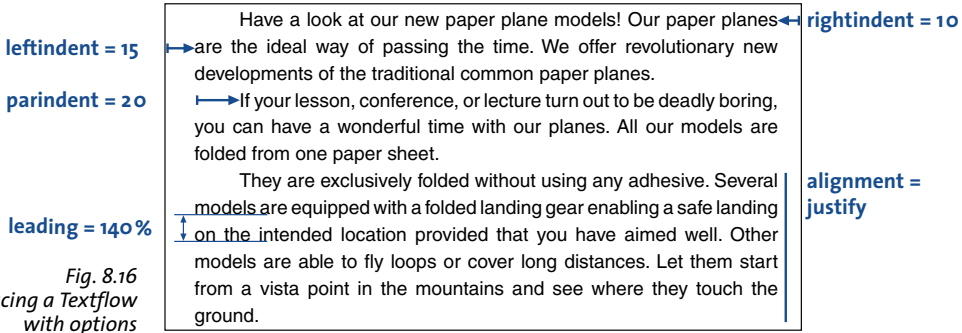 Have a look at our new paper plane models! Our paper planes
rightindent = 10
leftindent = 15
are the ideal way of passing the time. We offer revolutionary new
developments of the traditional common paper planes.
parindent = 20
If your lesson, conference, or lecture turn out to be deadly boring,
you can have a wonderful time with our planes. All our models are
folded from one paper sheet.
They are exclusively folded without using any adhesive. Several
alignment =
justify
models are equipped with a folded landing gear enabling a safe landing
leading = 140%
on the intended location provided that you have aimed well. Other
models are able to fly loops or cover long distances. Let them start
from a vista point in the mountains and see where they touch the
ground.
Fig. 8.16
a Textflow
with options